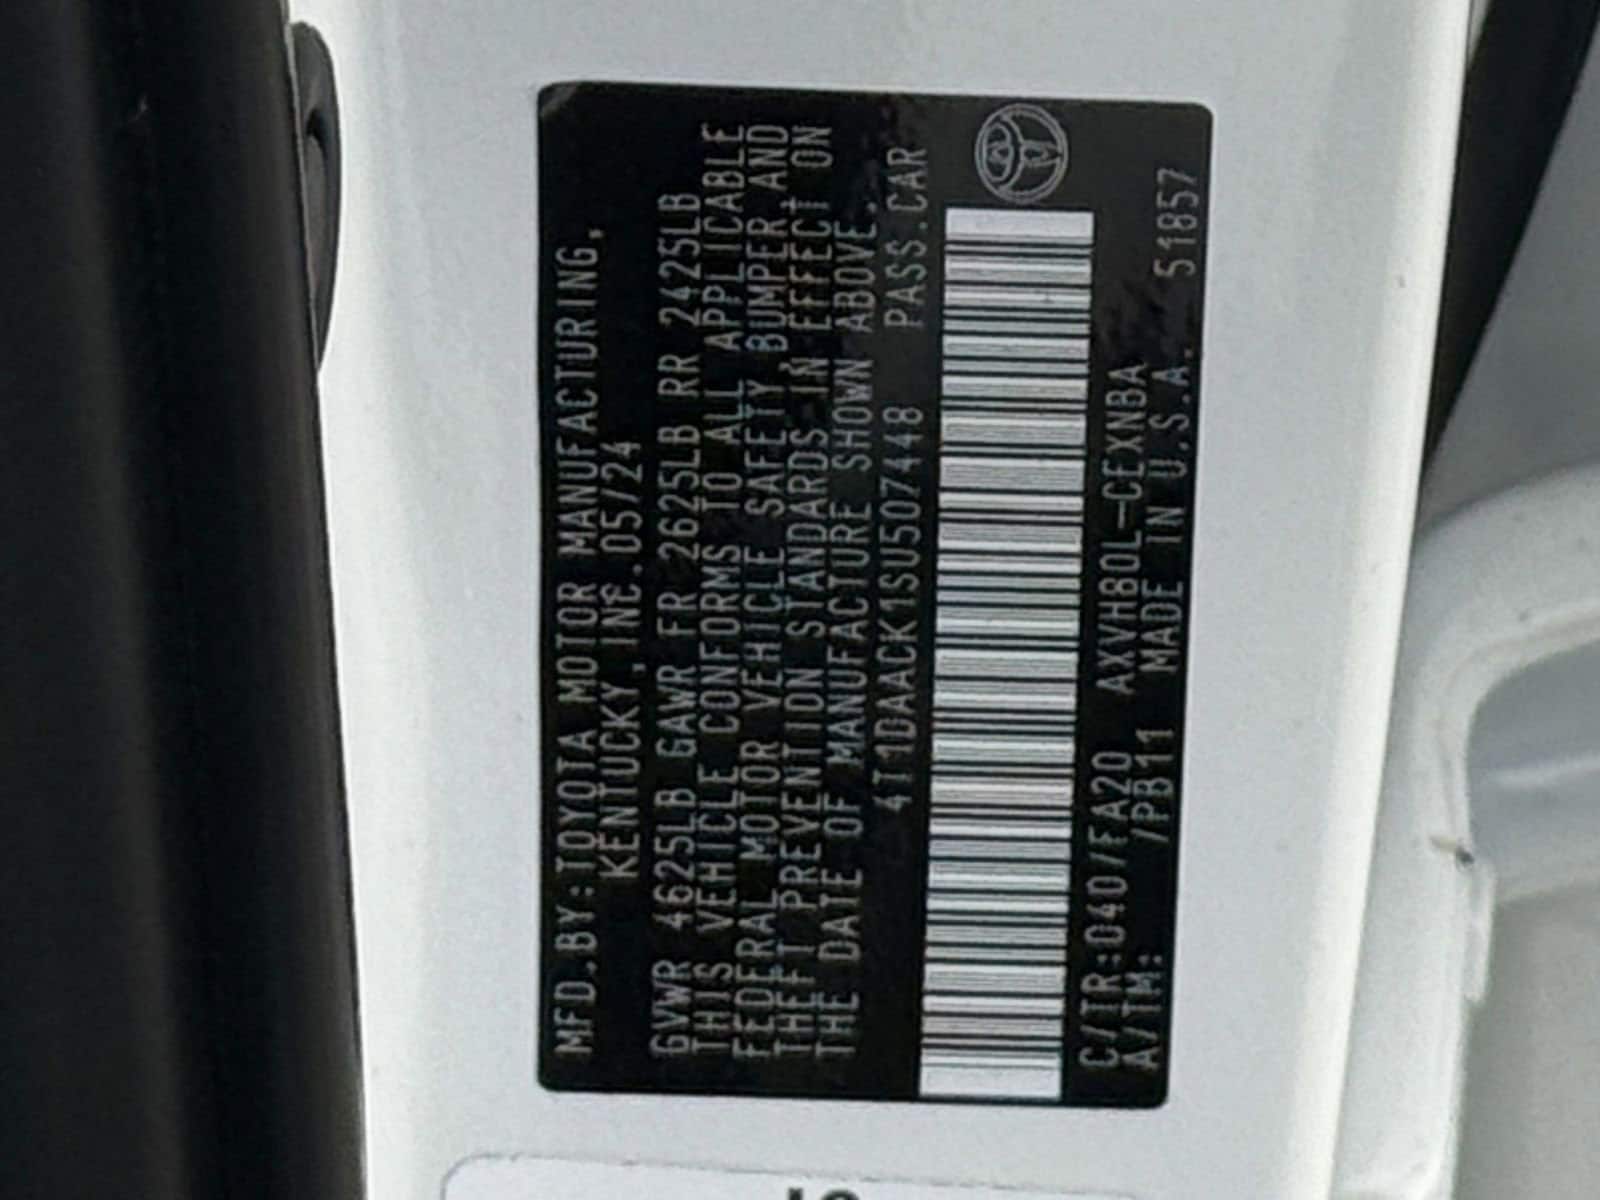 MFD.BY:TOYOTA MOTOR MANUFACTURING,
KENTUCKY,INC.05/24
GVWR 4625LB GAWR FR 2625LB RR 2425LB
THIS VEHICLE CONFORMS TO ALL APPLICABLE
FEDERAL MOTOR VEHICLE SAFETY,BUMPER,AND
THEFT PREVENTION STANDARDS IN EFFECT ON
THE DATE OF MANUFACTURE SHOWN ABOVE.
4T1DAACK1SU507448 PASS.CAR
C/TR:040/FA20 AXVH80L-CEXNBA
A/TM: /PB11 MADE IN U.S.A. 51857